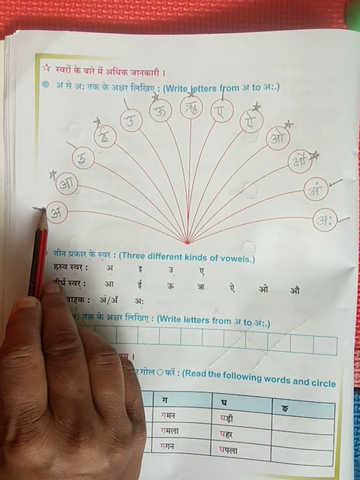 ☆ स्वरों के बारे में अधिक जानकारी ।
अ से अः तक के अक्षर लिखिए : (Write letters from अ to अः.)
अ आ इ ई उ ऊ ऋ ए ऐ ओ औ अं अः
तीन प्रकार के स्वर : (Three different kinds of vowels.)
ह्रस्व स्वर : अ इ उ ए
दीर्घ स्वर : आ ई ऊ ऋ ऐ ओ औ
वाहक : अं/अँ अः
अः तक के अक्षर लिखिए : (Write letters from अ to अः.)
गोल ○ करें : (Read the following words and circle
ग घ ङ
गमन घड़ी
गमला घहर
गगन घपला